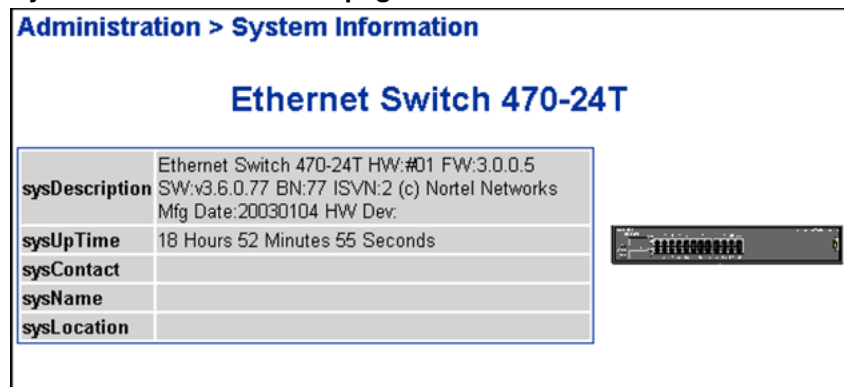 Administration > System Information
Ethernet Switch 470-24T
sysDescription Ethernet Switch 470-24T HW:#01 FW:3.0.0.5
SW:v3.6.0.77 BN:77 ISVN:2 (c) Nortel Networks
Mfg Date:20030104 HW Dev:
sysUpTime 18 Hours 52 Minutes 55 Seconds
sysContact
sysName
sysLocation